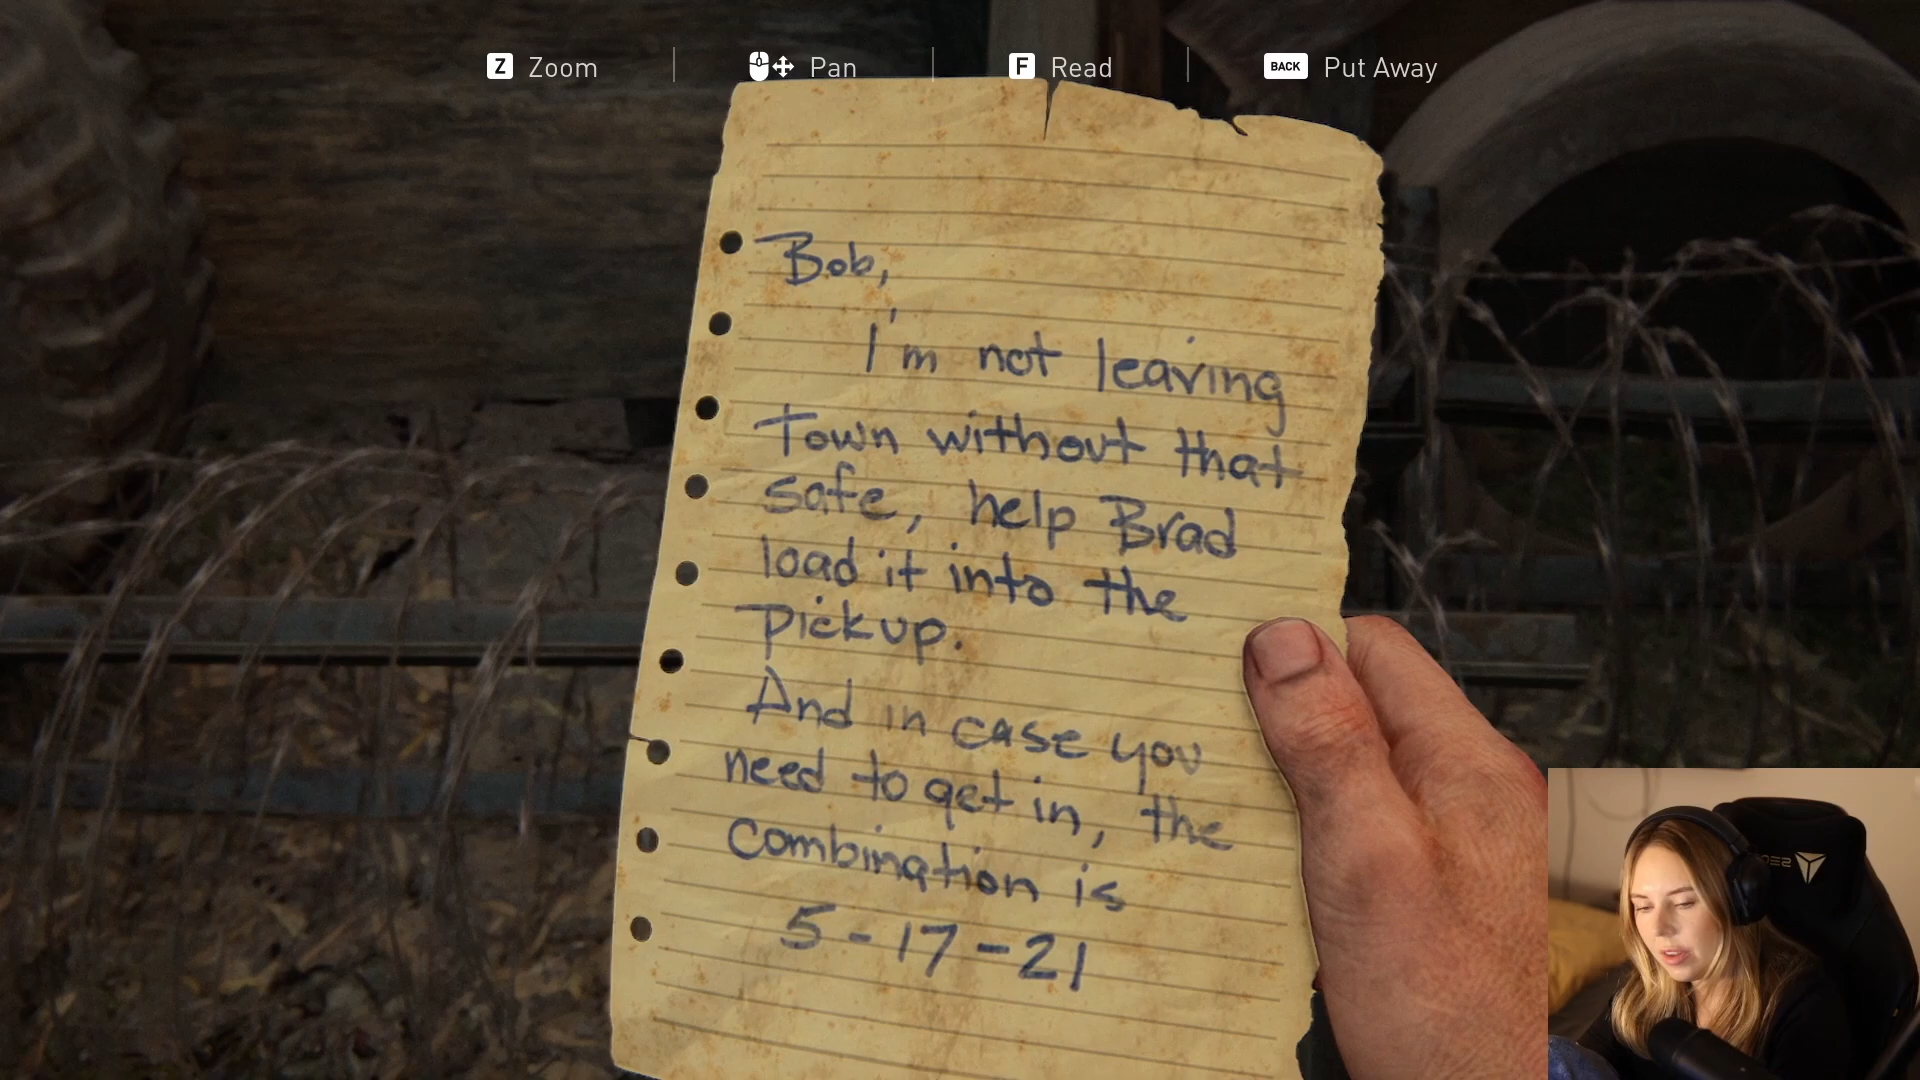 Z Zoom
Pan
F Read
BACK Put Away
Bob,
I'm not leaving
Town without that
safe, help Brad
load it into the
pickup.
And in case you
need to get in, the
combination is
5-17-21